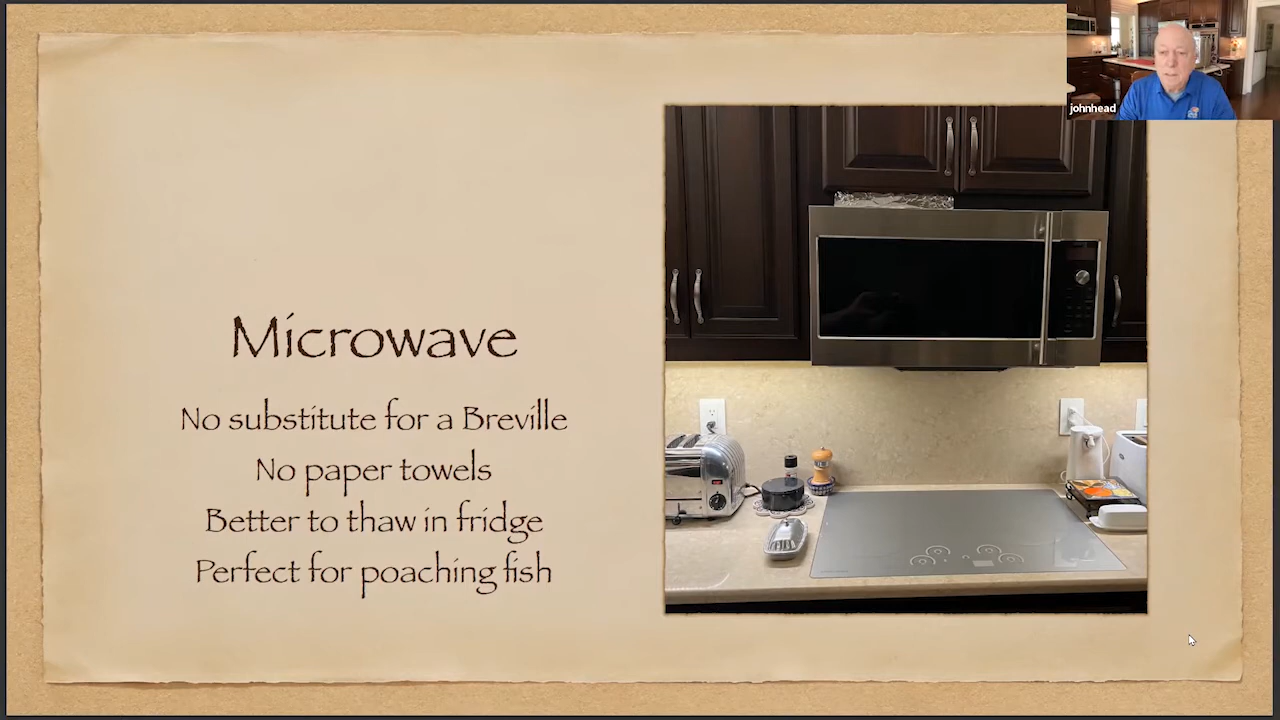 johnhead
Microwave
No substitute for a Breville
No paper towels
Better to thaw in fridge
Perfect for poaching fish